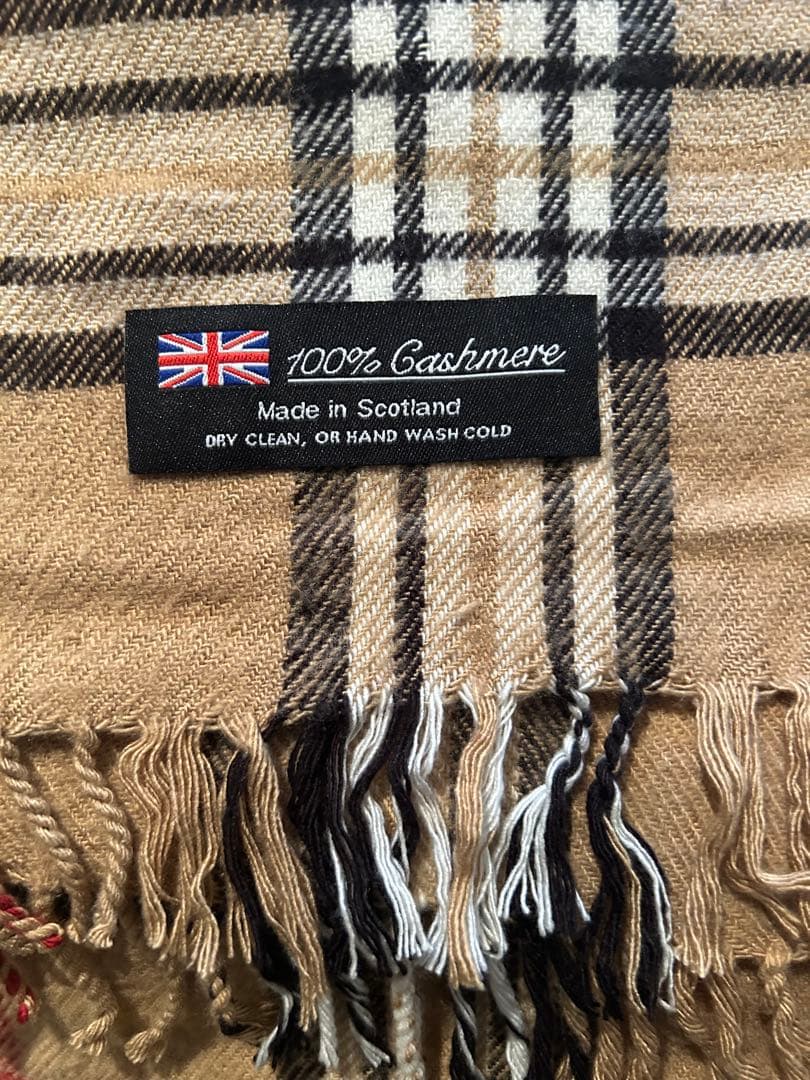 100% Cashmere
Made in Scotland
DRY CLEAN, OR HAND WASH COLD